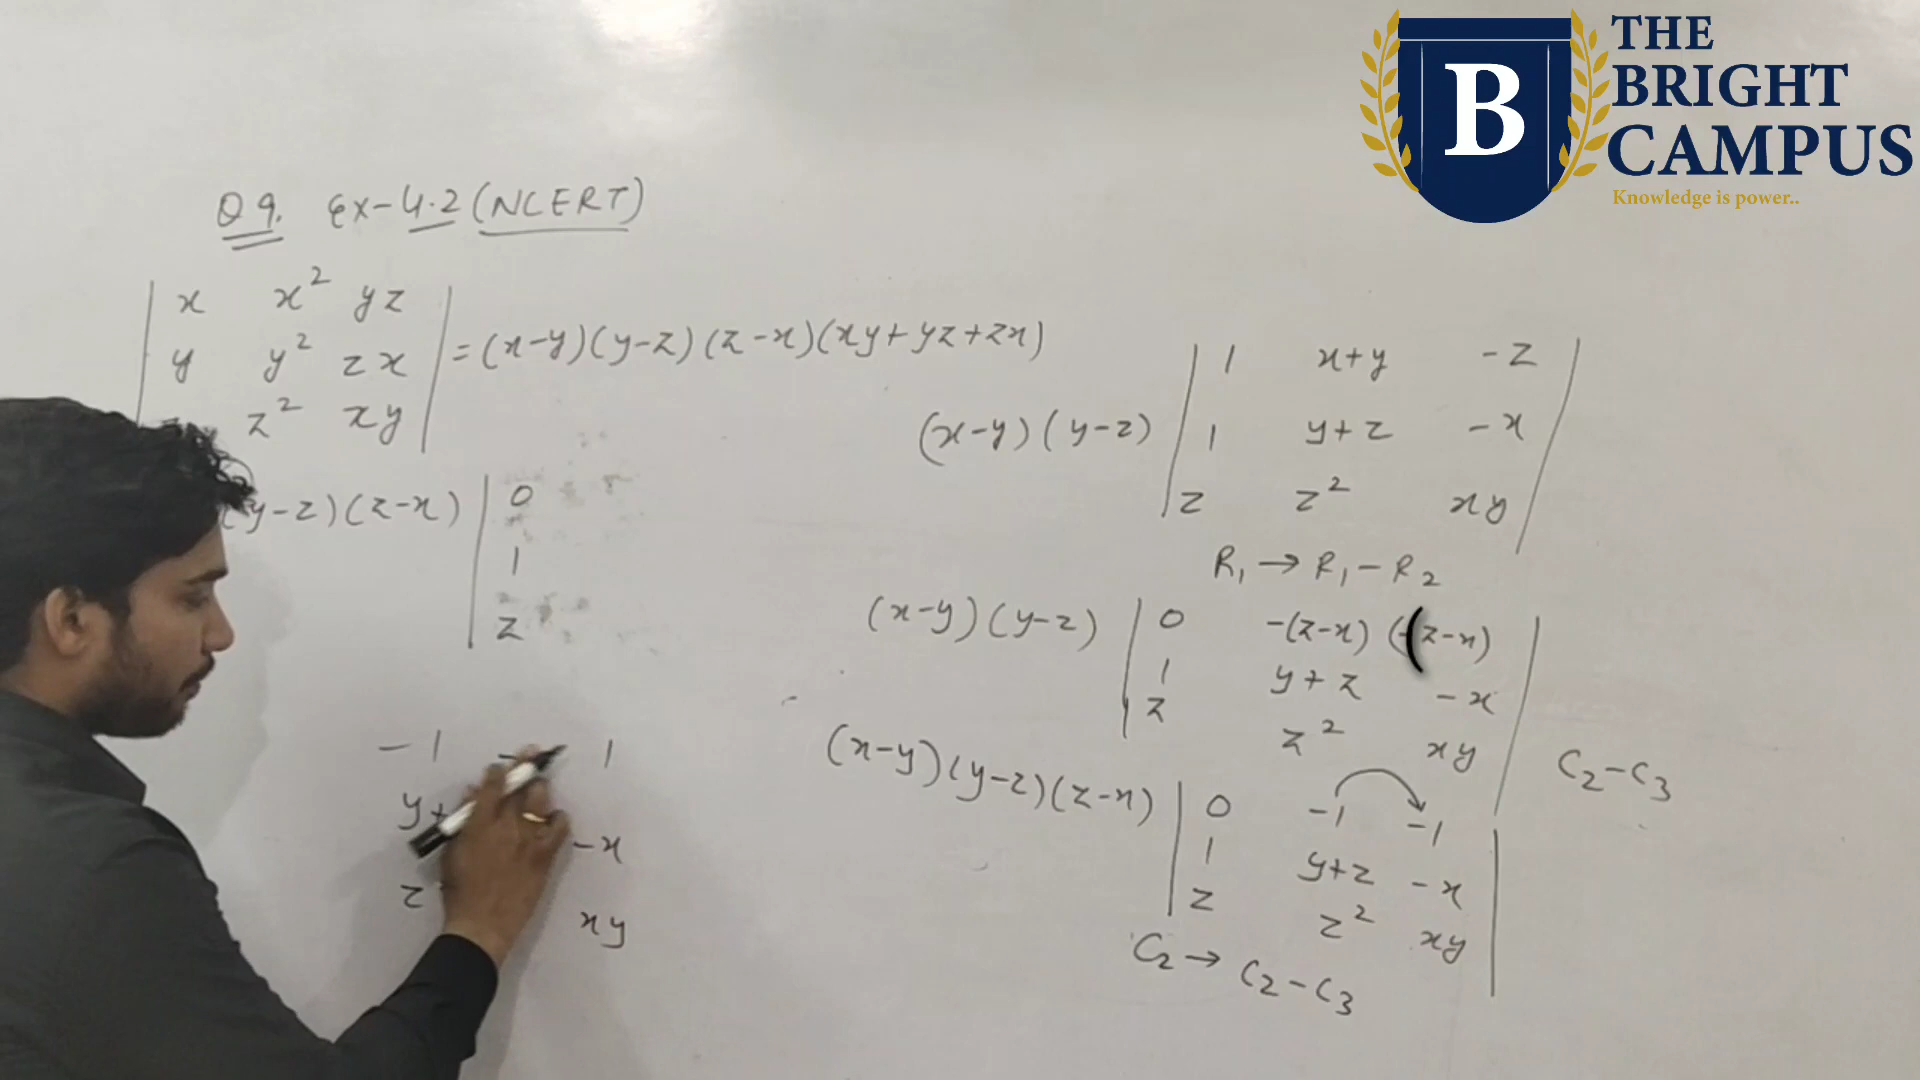 THE
BRIGHT
CAMPUS
Knowledge is power..
B
Q 9. Ex-4.2 (NCERT)
x x² yz
y y² zx = (x-y)(y-z)(z-x)(xy+yz+zx)
z² xy
(y-z)(z-x) 0
1
z
-1 - 1
y+ -x
z xy
1 x+y -z
(x-y)(y-z) 1 y+z -x
z z² xy
R₁ → R₁ - R₂
(x-y)(y-z) 0 -(z-x) (z-x)
1 y+z -x
z z² xy
C₂-C₃
(x-y)(y-z)(z-x) 0 -1 -1
1 y+z -x
z z² xy
C₂ → C₂-C₃